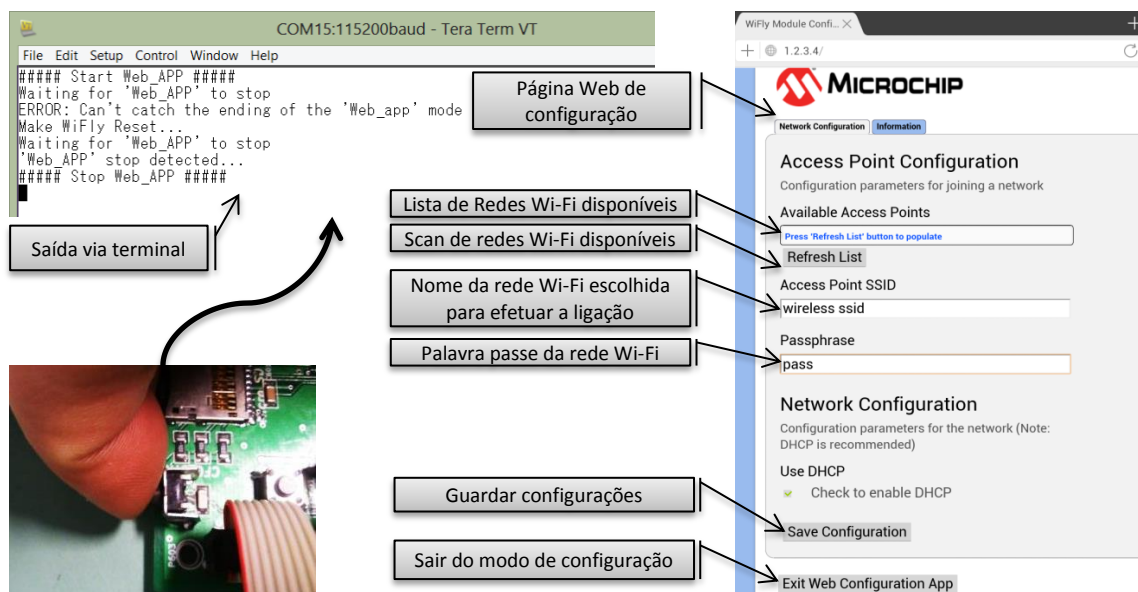 COM15:115200baud - Tera Term VT
File Edit Setup Control Window Help
##### Start Web_APP #####
Waiting for 'Web_APP' to stop
ERROR: Can't catch the ending of the 'Web_app' mode
Make WiFly Reset...
Waiting for 'Web_APP' to stop
'Web_APP' stop detected...
##### Stop Web_APP #####
Saída via terminal
Página Web de
configuração
Lista de Redes Wi-Fi disponíveis
Scan de redes Wi-Fi disponíveis
Nome da rede Wi-Fi escolhida
para efetuar a ligação
Palavra passe da rede Wi-Fi
Guardar configurações
Sair do modo de configuração
WiFly Module Confi...
1.2.3.4/
MICROCHIP
Network Configuration Information
Access Point Configuration
Configuration parameters for joining a network
Available Access Points
Press 'Refresh List' button to populate
Refresh List
Access Point SSID
wireless ssid
Passphrase
pass
Network Configuration
Configuration parameters for the network (Note:
DHCP is recommended)
Use DHCP
Check to enable DHCP
Save Configuration
Exit Web Configuration App